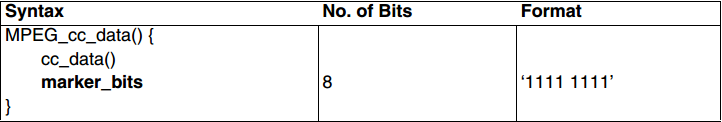 Syntax No. of Bits Format
MPEG_cc_data() {
cc_data()
marker_bits 8 ‘1111 1111’
}